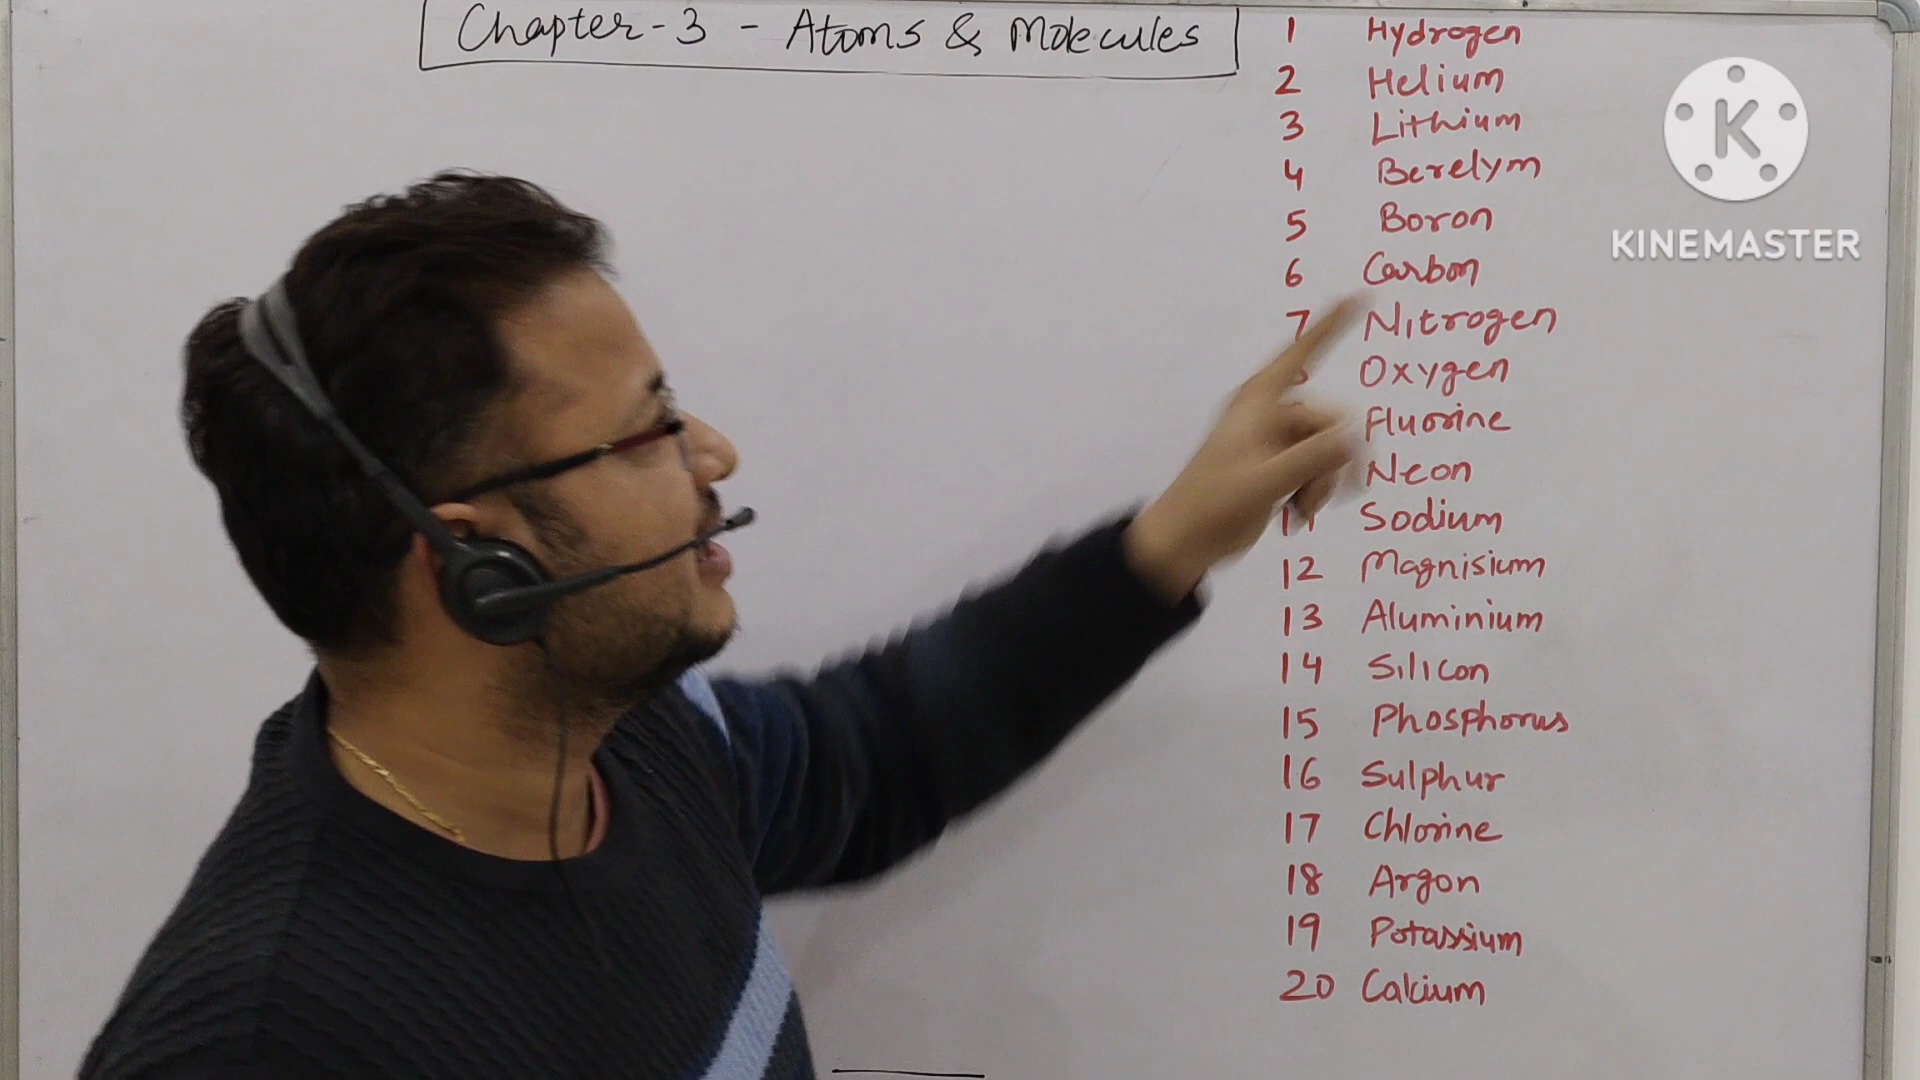 Chapter-3 - Atoms & Molecules
1 Hydrogen
2 Helium
3 Lithium
4 Berelym
5 Boron
6 Carbon
7 Nitrogen
Oxygen
Fluorine
Neon
11 Sodium
12 Magnisium
13 Aluminium
14 Silicon
15 Phosphorus
16 Sulphur
17 Chlorine
18 Argon
19 Potassium
20 Calcium
K
KINEMASTER